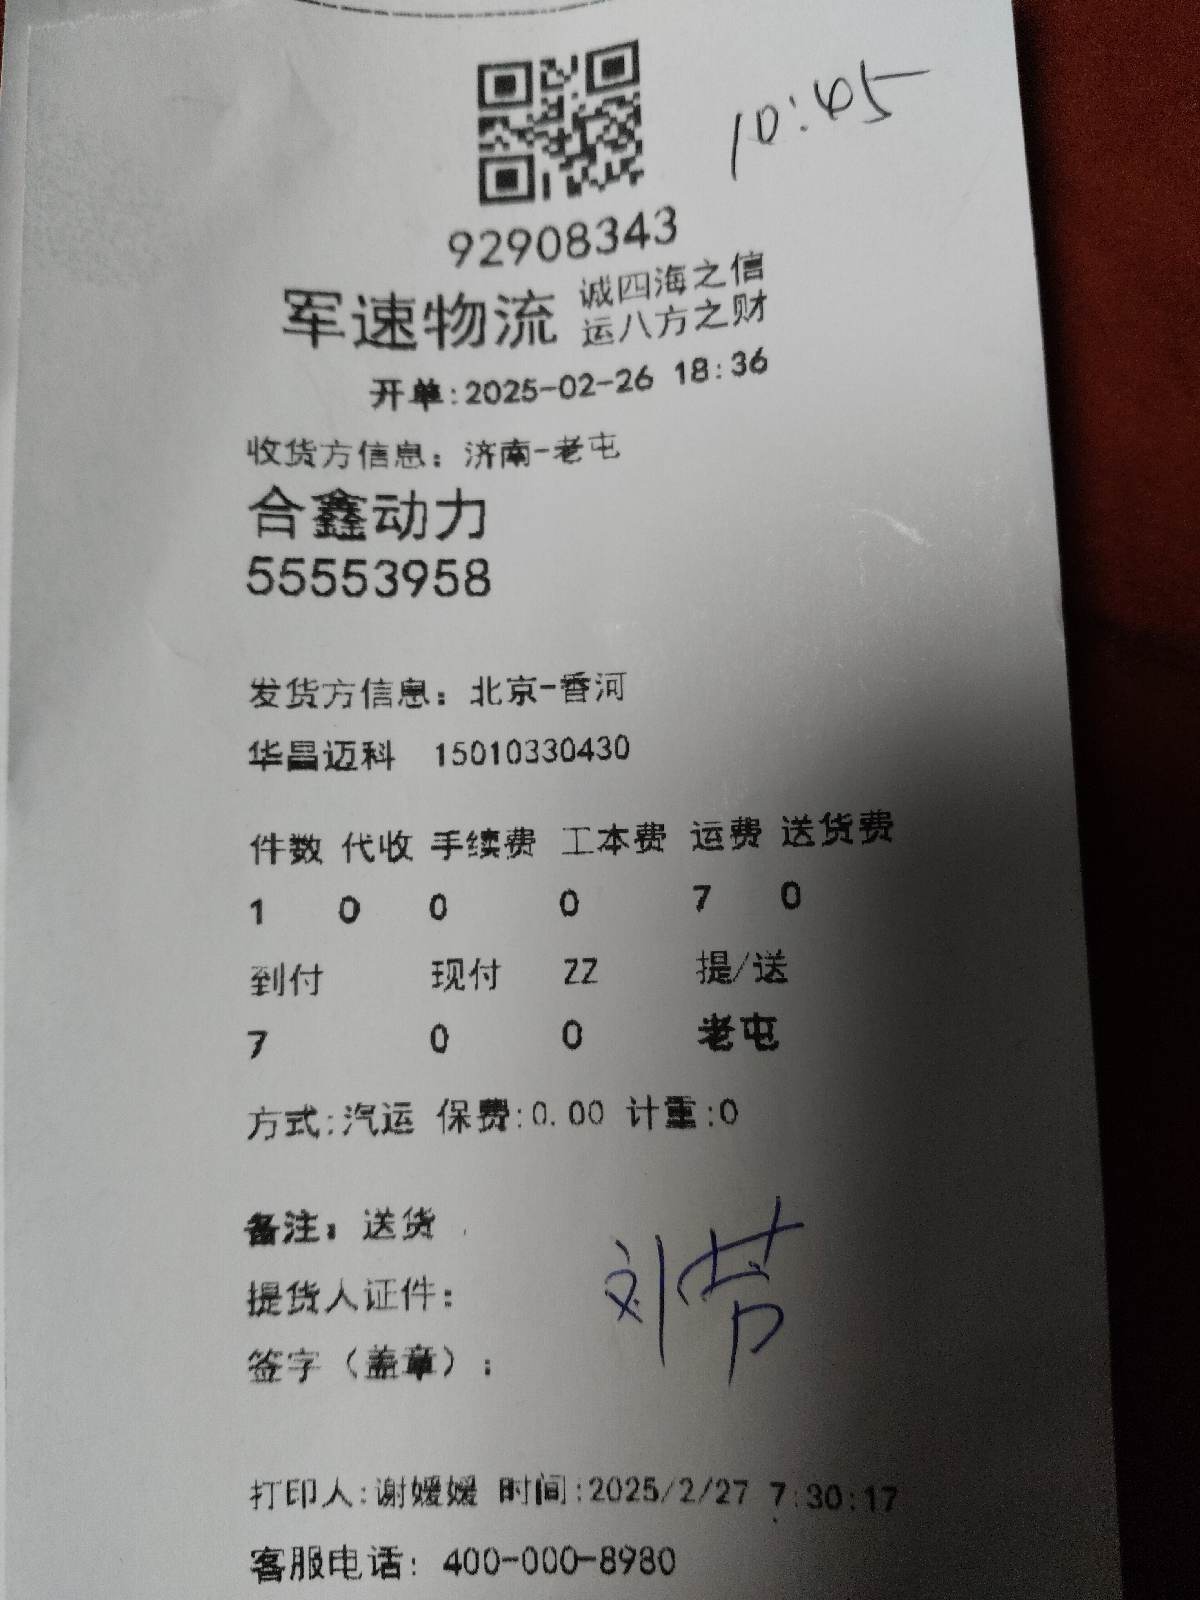 10:45
92908343
军速物流 诚四海之信
运八方之财
开单:2025-02-26 18:36
收货方信息：济南-老屯
合鑫动力
55553958
发货方信息：北京-香河
华昌迈科 15010330430
件数 代收 手续费 工本费 运费 送货费
1 0 0 0 7 0
到付 现付 ZZ 提/送
7 0 0 老屯
方式:汽运 保费:0.00 计重:0
备注：送货
提货人证件：
签字（盖章）：
刘芳
打印人:谢媛媛 时间:2025/2/27 7:30:17
客服电话: 400-000-8980